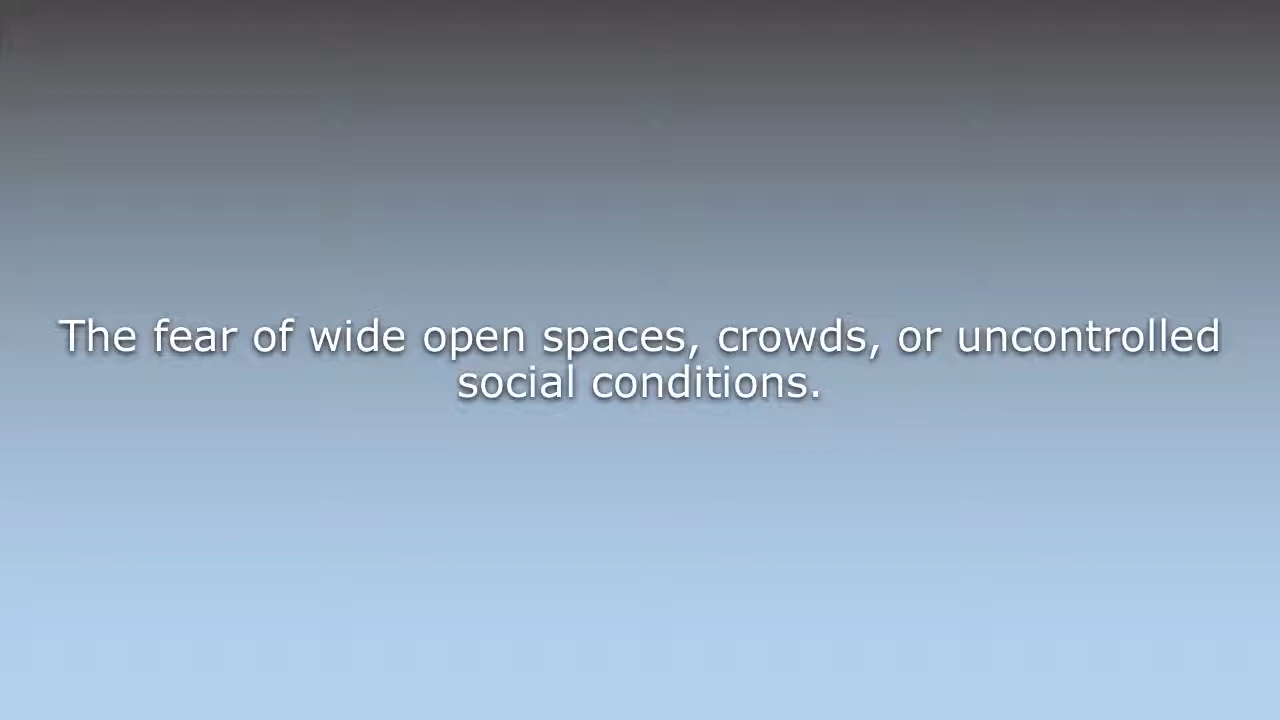 The fear of wide open spaces, crowds, or uncontrolled
social conditions.